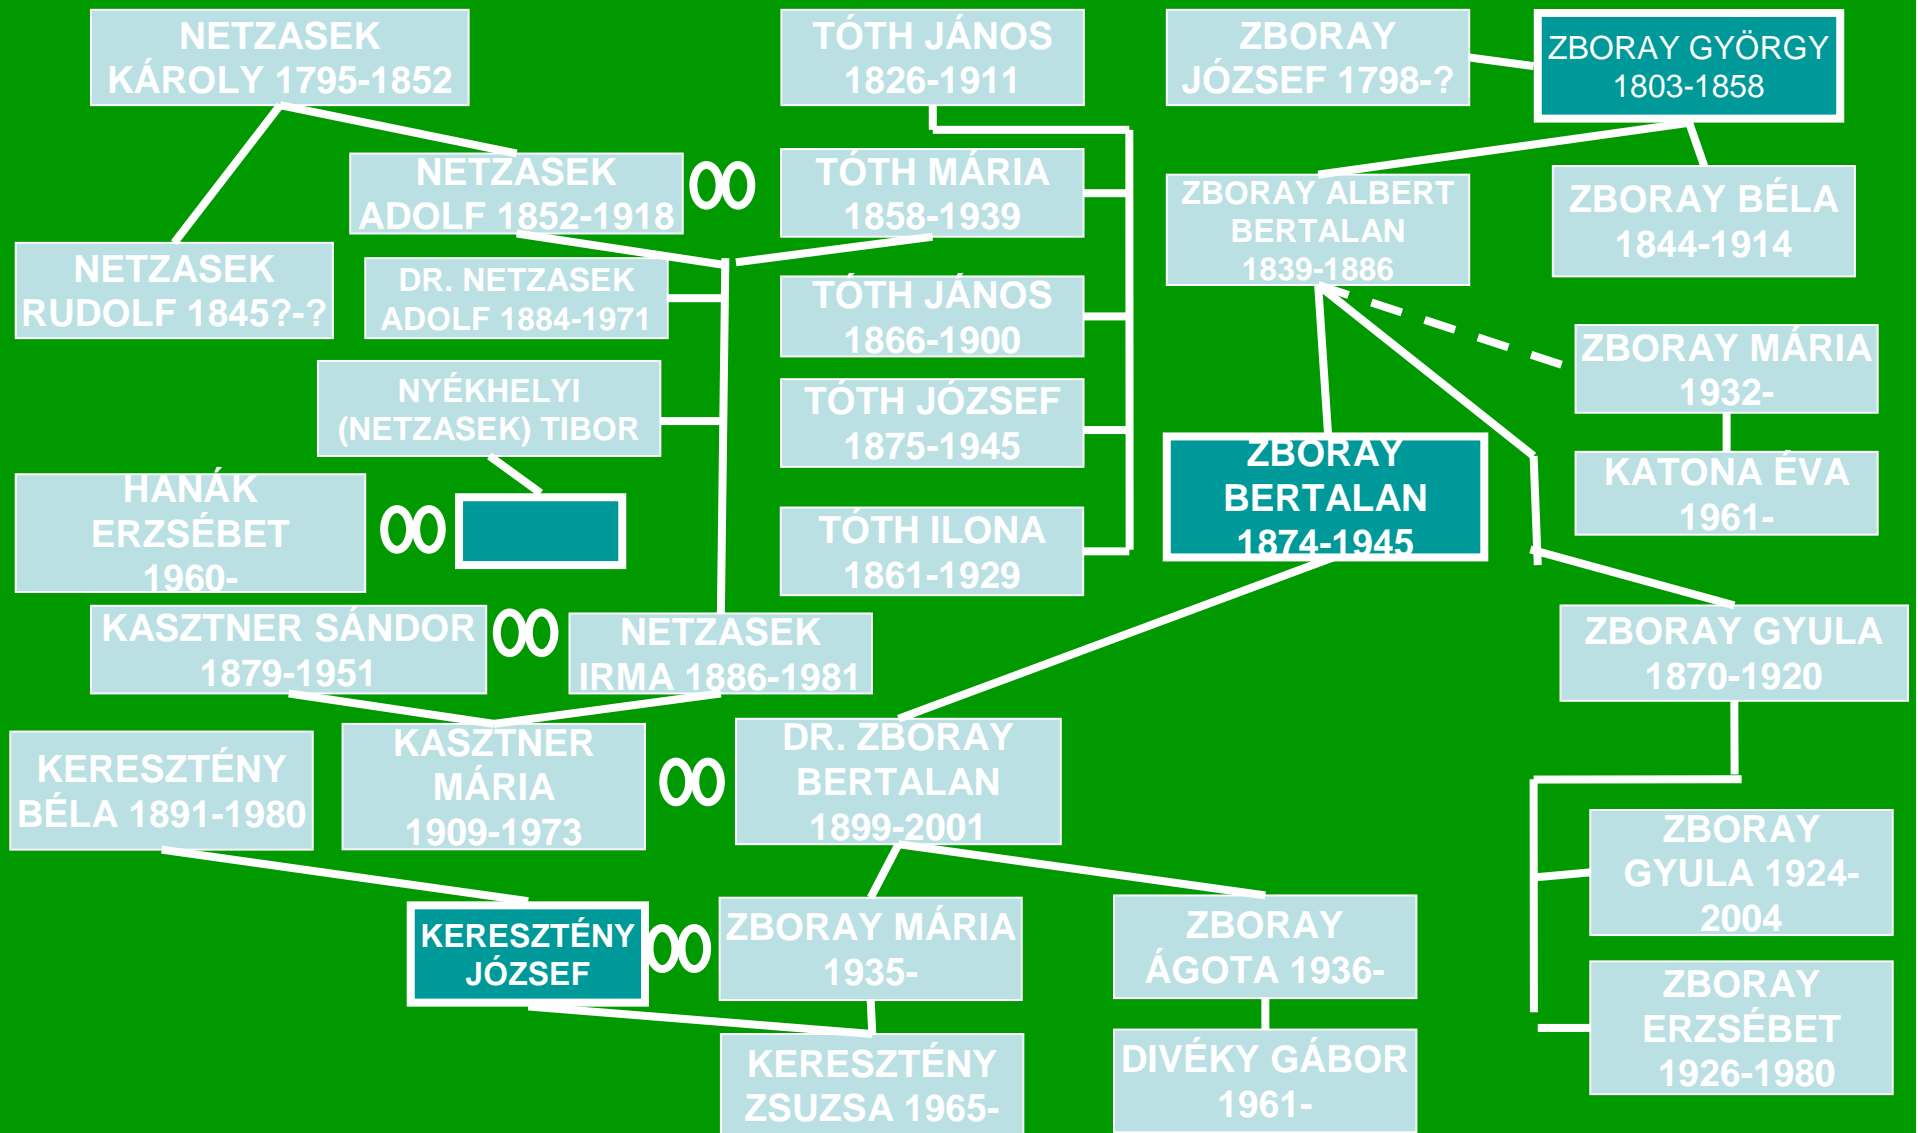 NETZASEK
KÁROLY 1795-1852
TÓTH JÁNOS
1826-1911
ZBORAY
JÓZSEF 1798-?
ZBORAY GYÖRGY
1803-1858
NETZASEK
ADOLF 1852-1918
TÓTH MÁRIA
1858-1939
ZBORAY ALBERT
BERTALAN
1839-1886
ZBORAY BÉLA
1844-1914
NETZASEK
RUDOLF 1845?-?
DR. NETZASEK
ADOLF 1884-1971
TÓTH JÁNOS
1866-1900
ZBORAY MÁRIA
1932-
NYÉKHELYI
(NETZASEK) TIBOR
TÓTH JÓZSEF
1875-1945
ZBORAY
BERTALAN
1874-1945
KATONA ÉVA
1961-
HANÁK
ERZSÉBET
1960-
TÓTH ILONA
1861-1929
KASZTNER SÁNDOR
1879-1951
NETZASEK
IRMA 1886-1981
ZBORAY GYULA
1870-1920
KERESZTÉNY
BÉLA 1891-1980
KASZTNER
MÁRIA
1909-1973
DR. ZBORAY
BERTALAN
1899-2001
ZBORAY
GYULA 1924-
2004
KERESZTÉNY
JÓZSEF
ZBORAY MÁRIA
1935-
ZBORAY
ÁGOTA 1936-
ZBORAY
ERZSÉBET
1926-1980
KERESZTÉNY
ZSUZSA 1965-
DIVÉKY GÁBOR
1961-